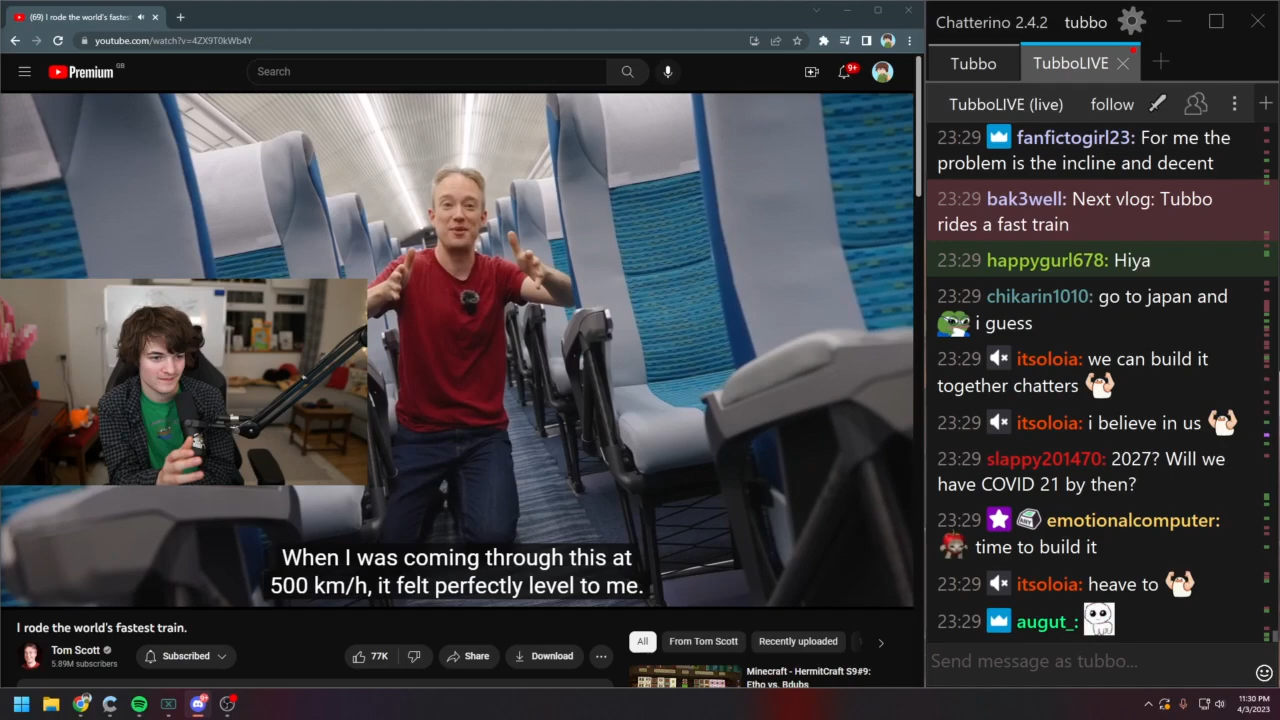 (69) I rode the world's fastest
youtube.com/watch?v=4ZX9T0kWb4Y
Premium GB
Search
9+
When I was coming through this at
500 km/h, it felt perfectly level to me.
I rode the world's fastest train.
Tom Scott
5.89M subscribers
Subscribed
77K
Share
Download
All
From Tom Scott
Recently uploaded
Minecraft - HermitCraft S9#9:
Etho vs. Bdubs
Chatterino 2.4.2
tubbo
Tubbo
TubboLIVE
TubboLIVE (live)
follow
23:29 fanfictogirl23: For me the
problem is the incline and decent
23:29 bak3well: Next vlog: Tubbo
rides a fast train
23:29 happygurl678: Hiya
23:29 chikarin1010: go to japan and
i guess
23:29 itsoloia: we can build it
together chatters
23:29 itsoloia: i believe in us
23:29 slappy201470: 2027? Will we
have COVID 21 by then?
23:29 emotionalcomputer:
time to build it
23:29 itsoloia: heave to
23:29 augut_:
Send message as tubbo...
11:30 PM
4/3/2023